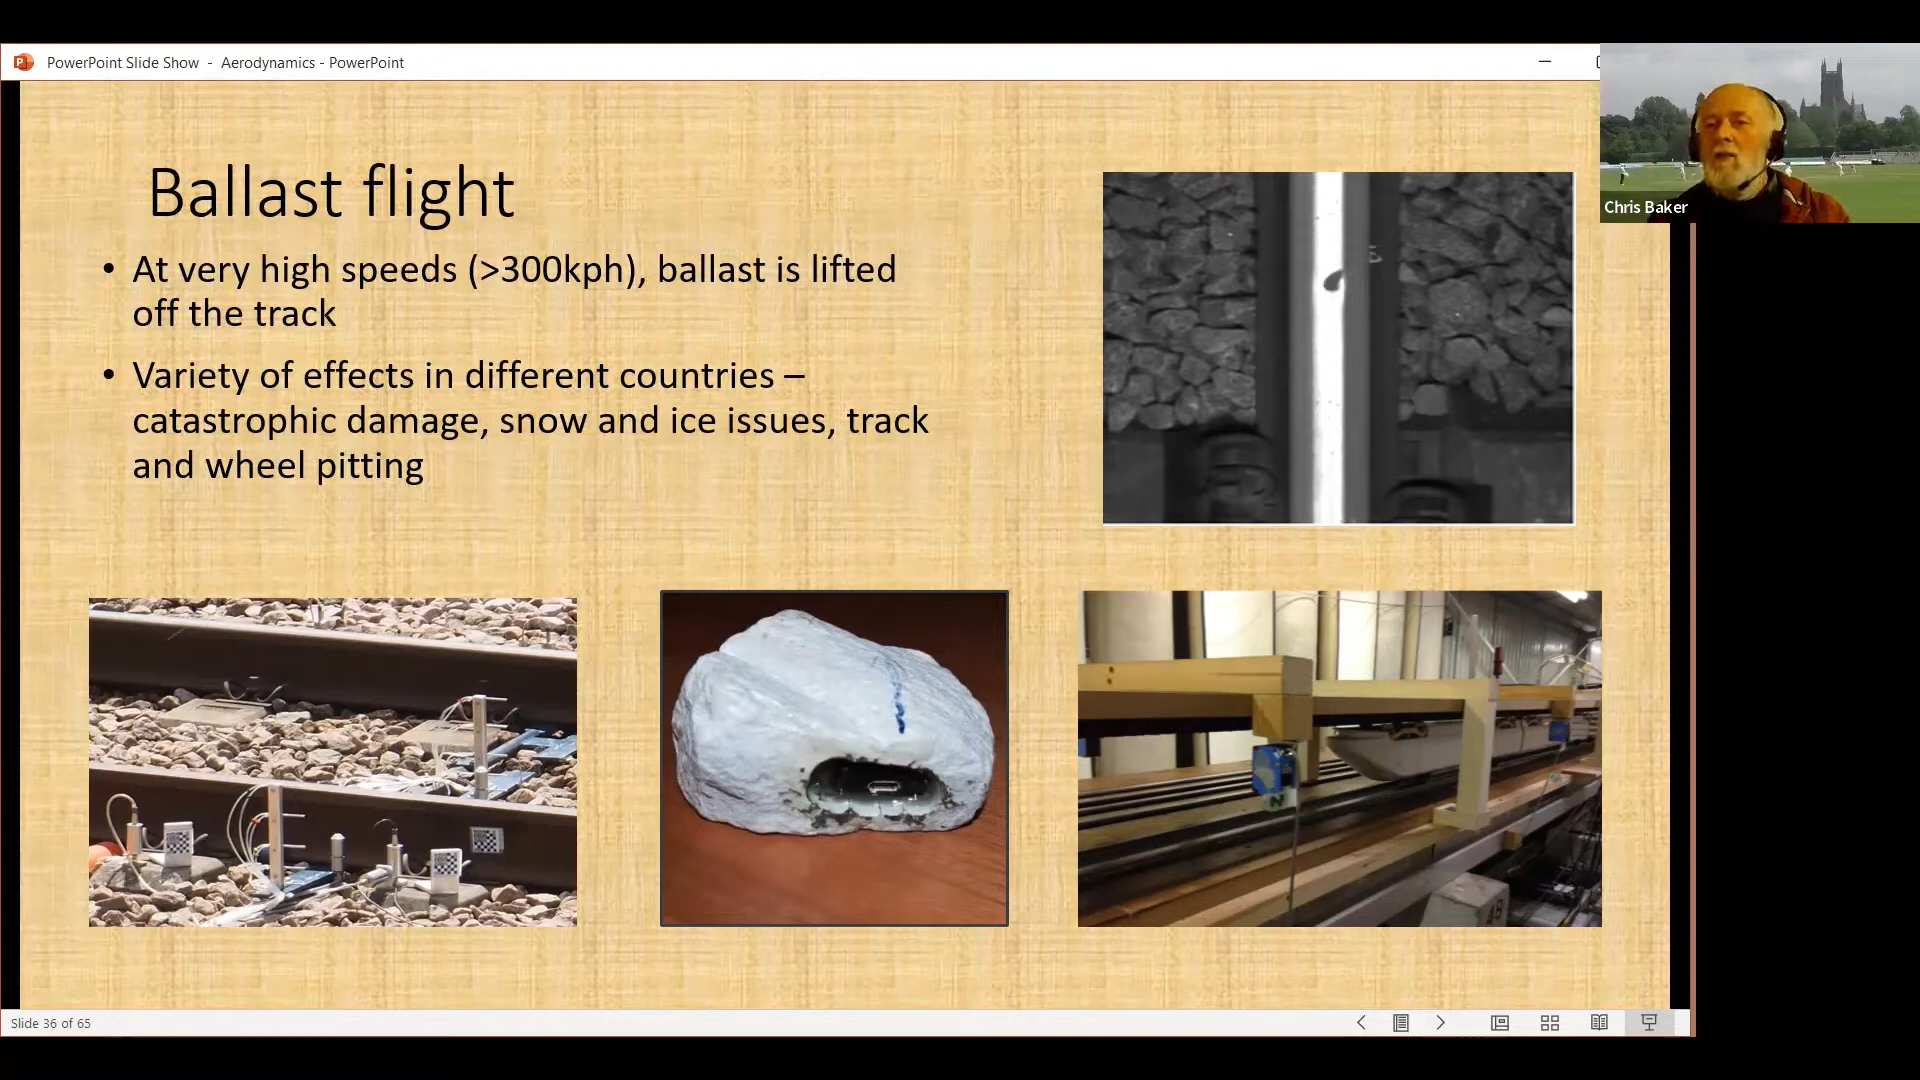 PowerPoint Slide Show - Aerodynamics - PowerPoint
Chris Baker
Ballast flight
• At very high speeds (>300kph), ballast is lifted
off the track
• Variety of effects in different countries –
catastrophic damage, snow and ice issues, track
and wheel pitting
N
Slide 36 of 65